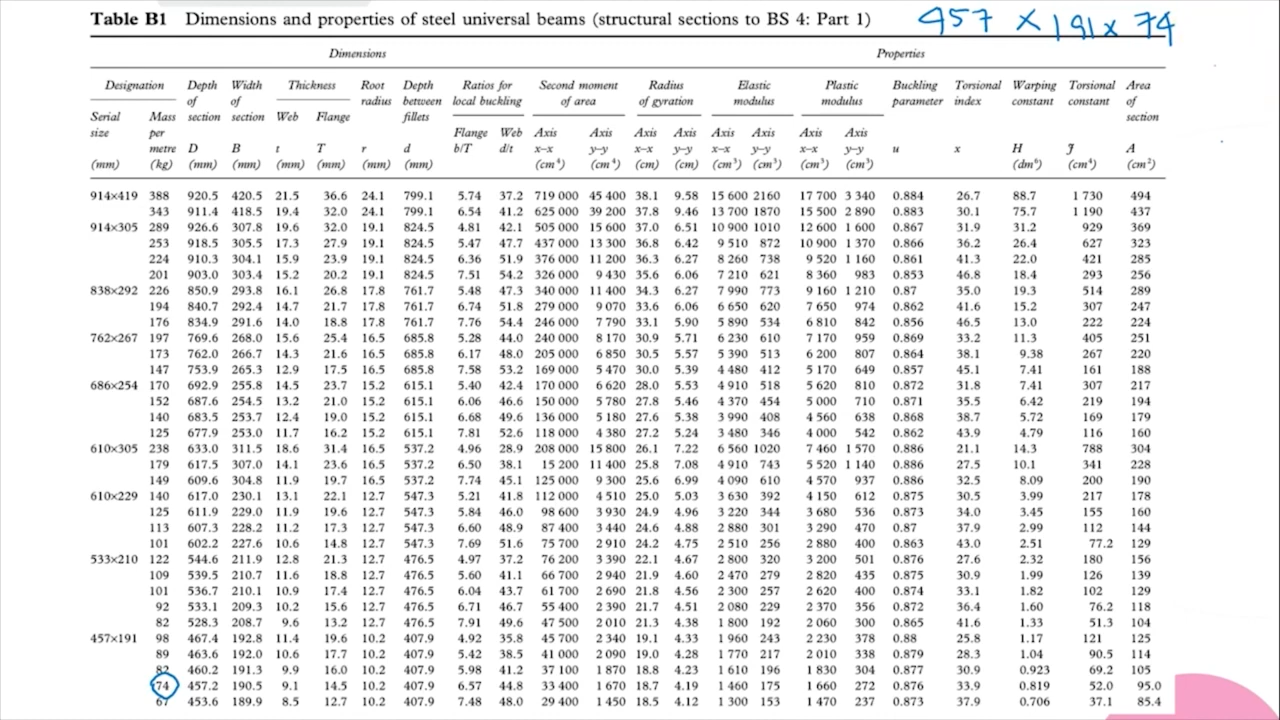 Table B1 Dimensions and properties of steel universal beams (structural sections to BS 4: Part 1) 457 × 191 × 74
Dimensions Properties
Designation Depth Width Thickness Root Depth Ratios for Second moment Radius Elastic Plastic Buckling Torsional Warping Torsional Area
of of radius between local buckling of area of gyration modulus modulus parameter index constant constant of
Serial Mass section section Web Flange fillets section
size per Flange Web Axis Axis Axis Axis Axis Axis Axis Axis
metre D B t T r d b/T d/t x–x y–y x–x y–y x–x y–y x–x y–y u x H J A
(mm) (kg) (mm) (mm) (mm) (mm) (mm) (mm) (cm⁴) (cm⁴) (cm) (cm) (cm³) (cm³) (cm³) (cm³) (dm⁶) (cm⁴) (cm²)
914×419 388 920.5 420.5 21.5 36.6 24.1 799.1 5.74 37.2 719 000 45 400 38.1 9.58 15 600 2160 17 700 3 340 0.884 26.7 88.7 1 730 494
343 911.4 418.5 19.4 32.0 24.1 799.1 6.54 41.2 625 000 39 200 37.8 9.46 13 700 1870 15 500 2 890 0.883 30.1 75.7 1 190 437
914×305 289 926.6 307.8 19.6 32.0 19.1 824.5 4.81 42.1 505 000 15 600 37.0 6.51 10 900 1010 12 600 1 600 0.867 31.9 31.2 929 369
253 918.5 305.5 17.3 27.9 19.1 824.5 5.47 47.7 437 000 13 300 36.8 6.42 9 510 872 10 900 1 370 0.866 36.2 26.4 627 323
224 910.3 304.1 15.9 23.9 19.1 824.5 6.36 51.9 376 000 11 200 36.3 6.27 8 260 738 9 520 1 160 0.861 41.3 22.0 421 285
201 903.0 303.4 15.2 20.2 19.1 824.5 7.51 54.2 326 000 9 430 35.6 6.06 7 210 621 8 360 983 0.853 46.8 18.4 293 256
838×292 226 850.9 293.8 16.1 26.8 17.8 761.7 5.48 47.3 340 000 11 400 34.3 6.27 7 990 773 9 160 1 210 0.87 35.0 19.3 514 289
194 840.7 292.4 14.7 21.7 17.8 761.7 6.74 51.8 279 000 9 070 33.6 6.06 6 650 620 7 650 974 0.862 41.6 15.2 307 247
176 834.9 291.6 14.0 18.8 17.8 761.7 7.76 54.4 246 000 7 790 33.1 5.90 5 890 534 6 810 842 0.856 46.5 13.0 222 224
762×267 197 769.6 268.0 15.6 25.4 16.5 685.8 5.28 44.0 240 000 8 170 30.9 5.71 6 230 610 7 170 959 0.869 33.2 11.3 405 251
173 762.0 266.7 14.3 21.6 16.5 685.8 6.17 48.0 205 000 6 850 30.5 5.57 5 390 513 6 200 807 0.864 38.1 9.38 267 220
147 753.9 265.3 12.9 17.5 16.5 685.8 7.58 53.2 169 000 5 470 30.0 5.39 4 480 412 5 170 649 0.857 45.1 7.41 161 188
686×254 170 692.9 255.8 14.5 23.7 15.2 615.1 5.40 42.4 170 000 6 620 28.0 5.53 4 910 518 5 620 810 0.872 31.8 7.41 307 217
152 687.6 254.5 13.2 21.0 15.2 615.1 6.06 46.6 150 000 5 780 27.8 5.46 4 370 454 5 000 710 0.871 35.5 6.42 219 194
140 683.5 253.7 12.4 19.0 15.2 615.1 6.68 49.6 136 000 5 180 27.6 5.38 3 990 408 4 560 638 0.868 38.7 5.72 169 179
125 677.9 253.0 11.7 16.2 15.2 615.1 7.81 52.6 118 000 4 380 27.2 5.24 3 480 346 4 000 542 0.862 43.9 4.79 116 160
610×305 238 633.0 311.5 18.6 31.4 16.5 537.2 4.96 28.9 208 000 15 800 26.1 7.22 6 560 1020 7 460 1 570 0.886 21.1 14.3 788 304
179 617.5 307.0 14.1 23.6 16.5 537.2 6.50 38.1 15 200 11 400 25.8 7.08 4 910 743 5 520 1 140 0.886 27.5 10.1 341 228
149 609.6 304.8 11.9 19.7 16.5 537.2 7.74 45.1 125 000 9 300 25.6 6.99 4 090 610 4 570 937 0.886 32.5 8.09 200 190
610×229 140 617.0 230.1 13.1 22.1 12.7 547.3 5.21 41.8 112 000 4 510 25.0 5.03 3 630 392 4 150 612 0.875 30.5 3.99 217 178
125 611.9 229.0 11.9 19.6 12.7 547.3 5.84 46.0 98 600 3 930 24.9 4.96 3 220 344 3 680 536 0.873 34.0 3.45 155 160
113 607.3 228.2 11.2 17.3 12.7 547.3 6.60 48.9 87 400 3 440 24.6 4.88 2 880 301 3 290 470 0.87 37.9 2.99 112 144
101 602.2 227.6 10.6 14.8 12.7 547.3 7.69 51.6 75 700 2 910 24.2 4.75 2 510 256 2 880 400 0.863 43.0 2.51 77.2 129
533×210 122 544.6 211.9 12.8 21.3 12.7 476.5 4.97 37.2 76 200 3 390 22.1 4.67 2 800 320 3 200 501 0.876 27.6 2.32 180 156
109 539.5 210.7 11.6 18.8 12.7 476.5 5.60 41.1 66 700 2 940 21.9 4.60 2 470 279 2 820 435 0.875 30.9 1.99 126 139
101 536.7 210.1 10.9 17.4 12.7 476.5 6.04 43.7 61 700 2 690 21.8 4.56 2 300 257 2 620 400 0.874 33.1 1.82 102 129
92 533.1 209.3 10.2 15.6 12.7 476.5 6.71 46.7 55 400 2 390 21.7 4.51 2 080 229 2 370 356 0.872 36.4 1.60 76.2 118
82 528.3 208.7 9.6 13.2 12.7 476.5 7.91 49.6 47 500 2 010 21.3 4.38 1 800 192 2 060 300 0.865 41.6 1.33 51.3 104
457×191 98 467.4 192.8 11.4 19.6 10.2 407.9 4.92 35.8 45 700 2 340 19.1 4.33 1 960 243 2 230 378 0.88 25.8 1.17 121 125
89 463.6 192.0 10.6 17.7 10.2 407.9 5.42 38.5 41 000 2 090 19.0 4.28 1 770 217 2 010 338 0.879 28.3 1.04 90.5 114
82 460.2 191.3 9.9 16.0 10.2 407.9 5.98 41.2 37 100 1 870 18.8 4.23 1 610 196 1 830 304 0.877 30.9 0.923 69.2 105
74 457.2 190.5 9.1 14.5 10.2 407.9 6.57 44.8 33 400 1 670 18.7 4.19 1 460 175 1 660 272 0.876 33.9 0.819 52.0 95.0
67 453.6 189.9 8.5 12.7 10.2 407.9 7.48 48.0 29 400 1 450 18.5 4.12 1 300 153 1 470 237 0.873 37.9 0.706 37.1 85.4